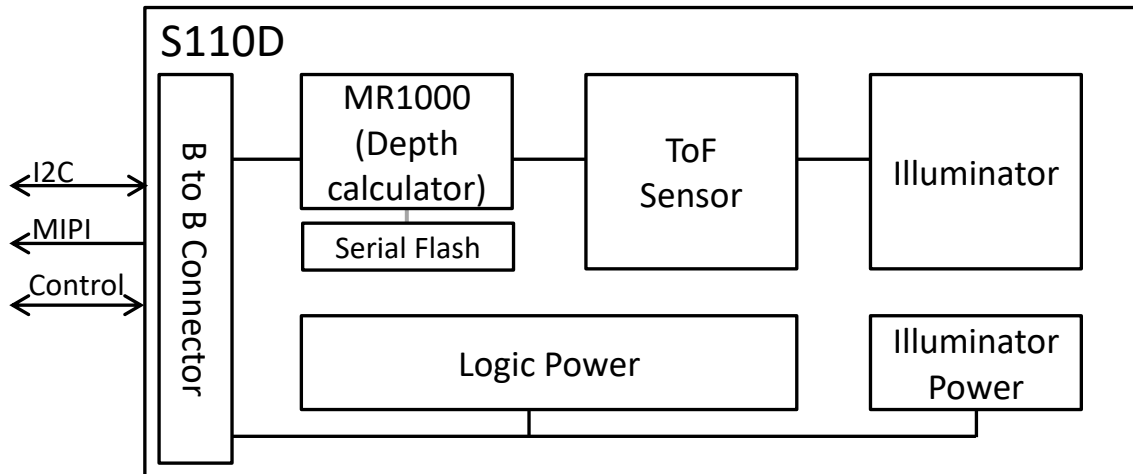 S110D
I2C
MIPI
Control
B to B Connector
MR1000
(Depth
calculator)
Serial Flash
ToF
Sensor
Illuminator
Logic Power
Illuminator
Power